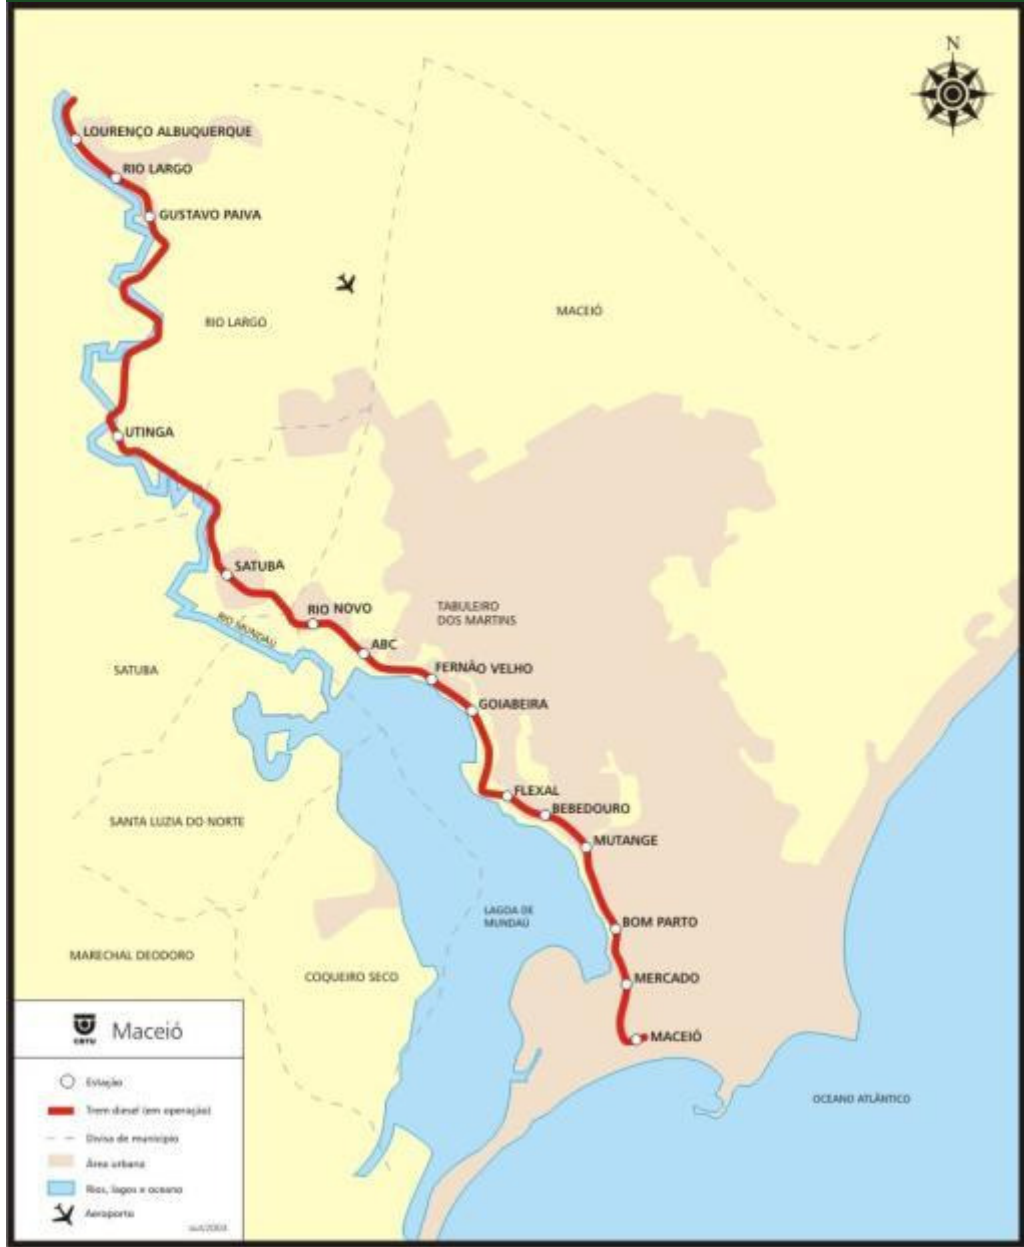 N
LOURENÇO ALBUQUERQUE
RIO LARGO
GUSTAVO PAIVA
RIO LARGO
MACEIÓ
UTINGA
SATUBA
RIO NOVO
TABULEIRO
DOS MARTINS
RIO MUNDAÚ
ABC
SATUBA
FERNÃO VELHO
GOIABEIRA
FLEXAL
BEBEDOURO
SANTA LUZIA DO NORTE
MUTANGE
LAGOA DE
MUNDAÚ
BOM PARTO
MARECHAL DEODORO
COQUEIRO SECO
MERCADO
MACEIÓ
OCEANO ATLÂNTICO
CBTU
Maceió
Estação
Trem diesel (em operação)
Divisa de município
Área urbana
Rios, lagos e oceano
Aeroporto